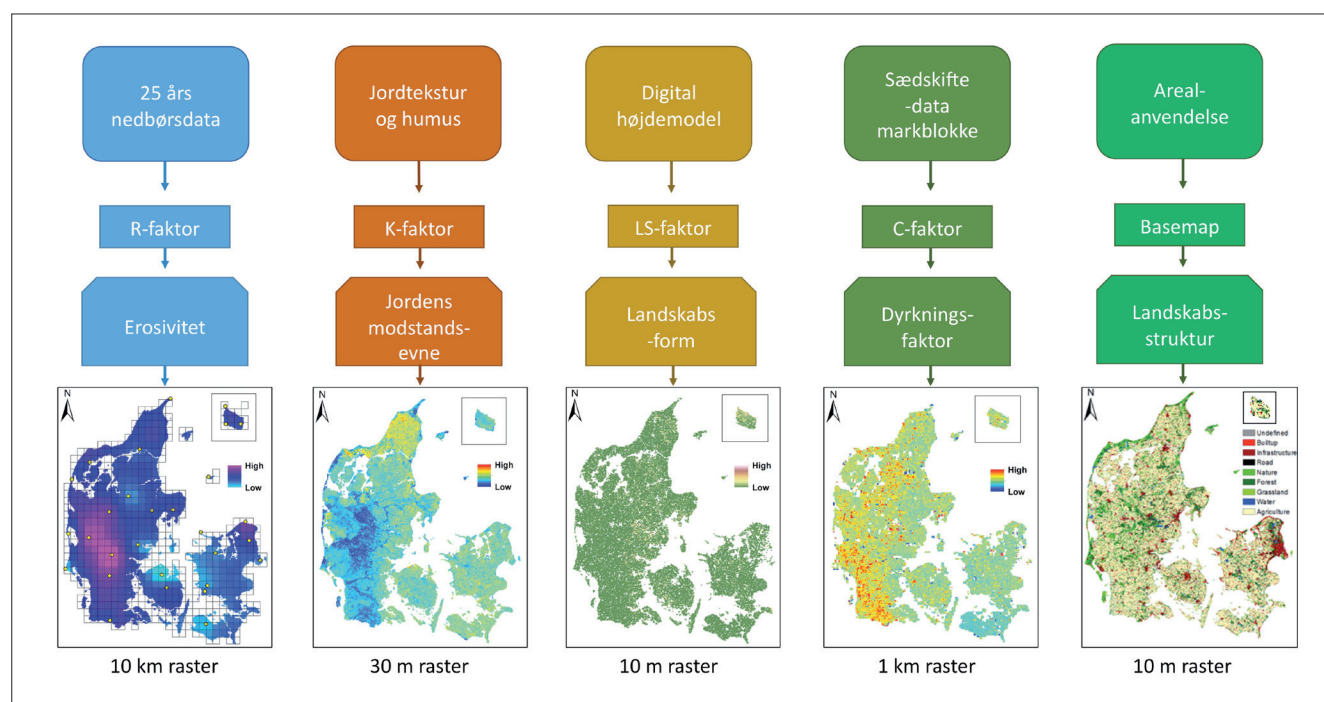 25 års
nedbørsdata
R-faktor
Erosivitet
N
High
Low
10 km raster
Jordtekstur
og humus
K-faktor
Jordens
modstands-
evne
N
High
Low
30 m raster
Digital
højdemodel
LS-faktor
Landskabs
-form
N
High
Low
10 m raster
Sædskifte
-data
markblokke
C-faktor
Dyrknings-
faktor
N
High
Low
1 km raster
Areal-
anvendelse
Basemap
Landskabs-
struktur
N
Undefined
Builtup
Infrastructure
Road
Nature
Forest
Grassland
Water
Agriculture
10 m raster